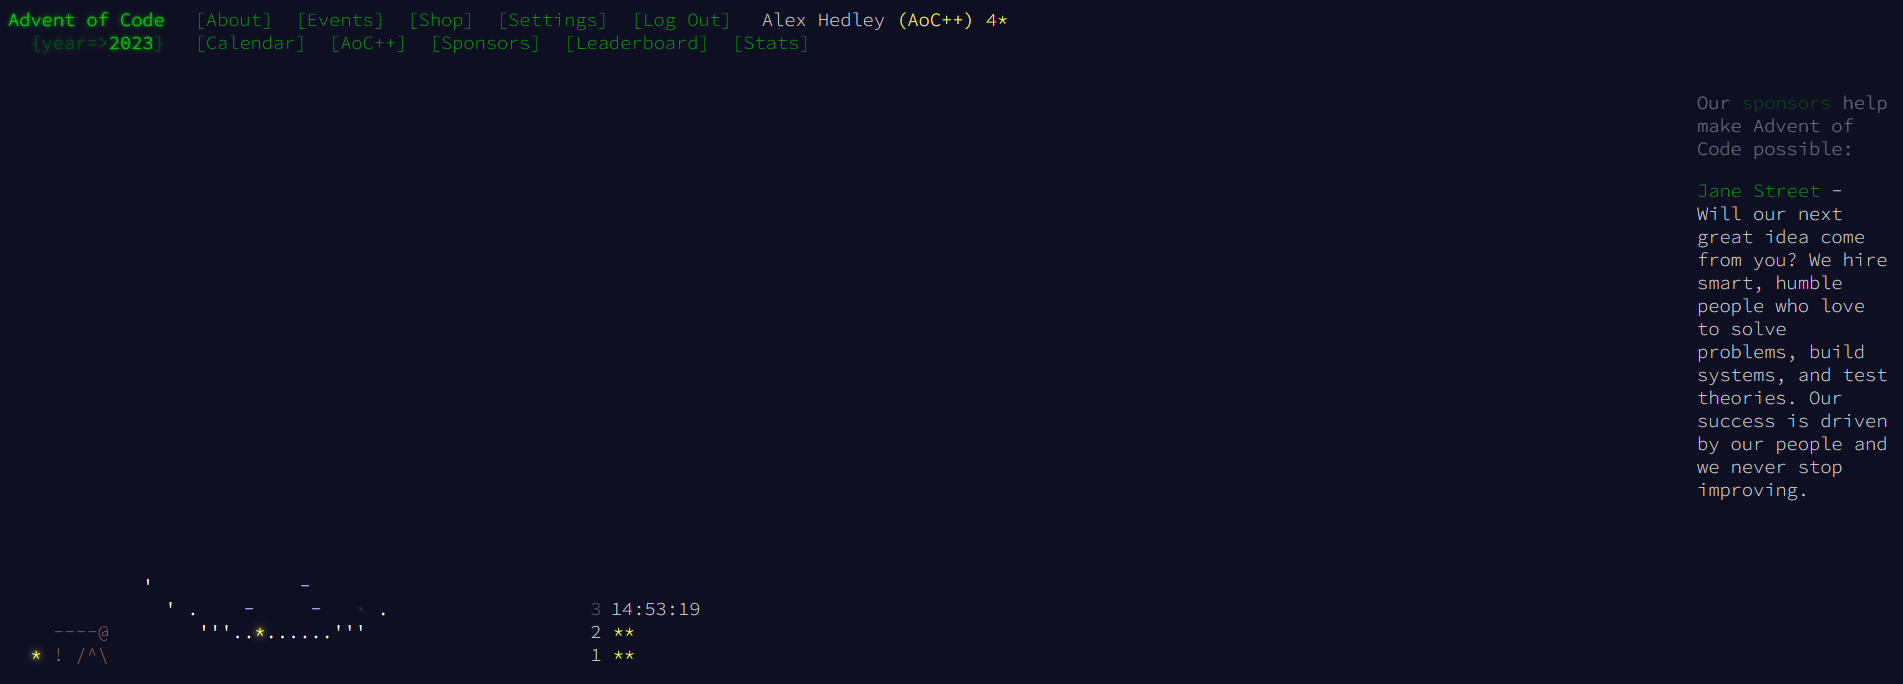 Advent of Code [About] [Events] [Shop] [Settings] [Log Out] Alex Hedley (AoC++) 4*
{year=>2023} [Calendar] [AoC++] [Sponsors] [Leaderboard] [Stats]
Our sponsors help
make Advent of
Code possible:
Jane Street -
Will our next
great idea come
from you? We hire
smart, humble
people who love
to solve
problems, build
systems, and test
theories. Our
success is driven
by our people and
we never stop
improving.
' -
' . - - * . 3 14:53:19
----@ '''..*......''' 2 **
* ! /^\ 1 **